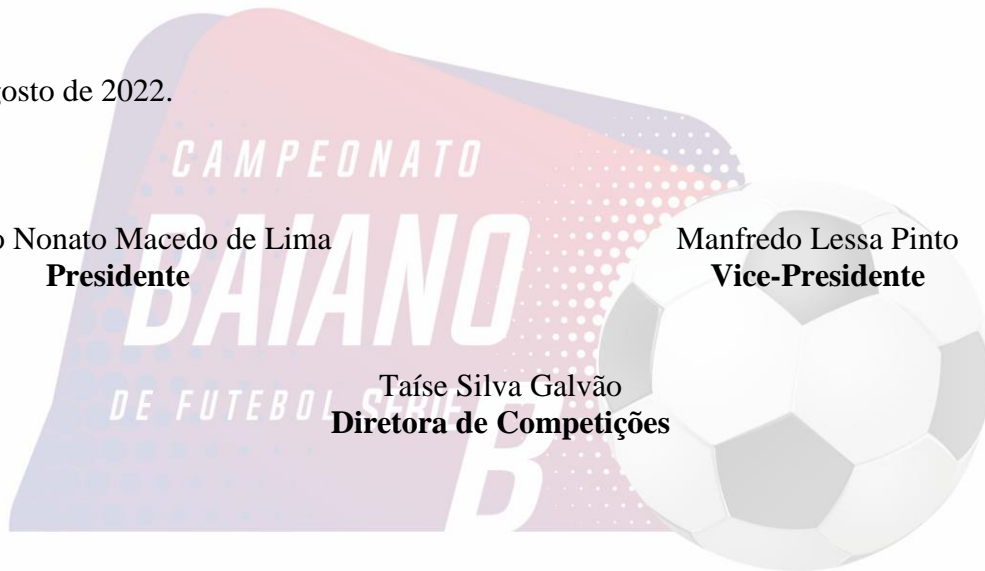 de 2022.
CAMPEONATO
Nonato Macedo de Lima
Manfredo Lessa Pinto
Presidente
Vice-Presidente
BAIANO
Taíse Silva Galvão
DE FUTEBOL SÉRIE
Diretora de Competições
B